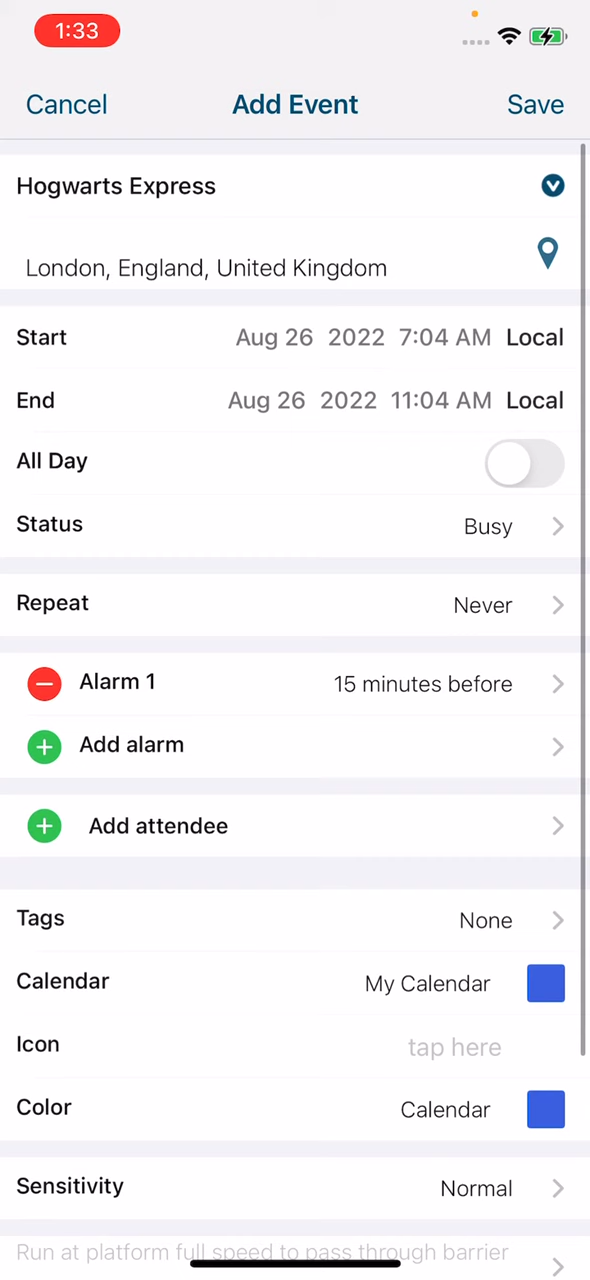 1:33
Cancel Add Event Save
Hogwarts Express
London, England, United Kingdom
Start Aug 26 2022 7:04 AM Local
End Aug 26 2022 11:04 AM Local
All Day
Status Busy
Repeat Never
Alarm 1 15 minutes before
Add alarm
Add attendee
Tags None
Calendar My Calendar
Icon tap here
Color Calendar
Sensitivity Normal
Run at platform full speed to pass through barrier